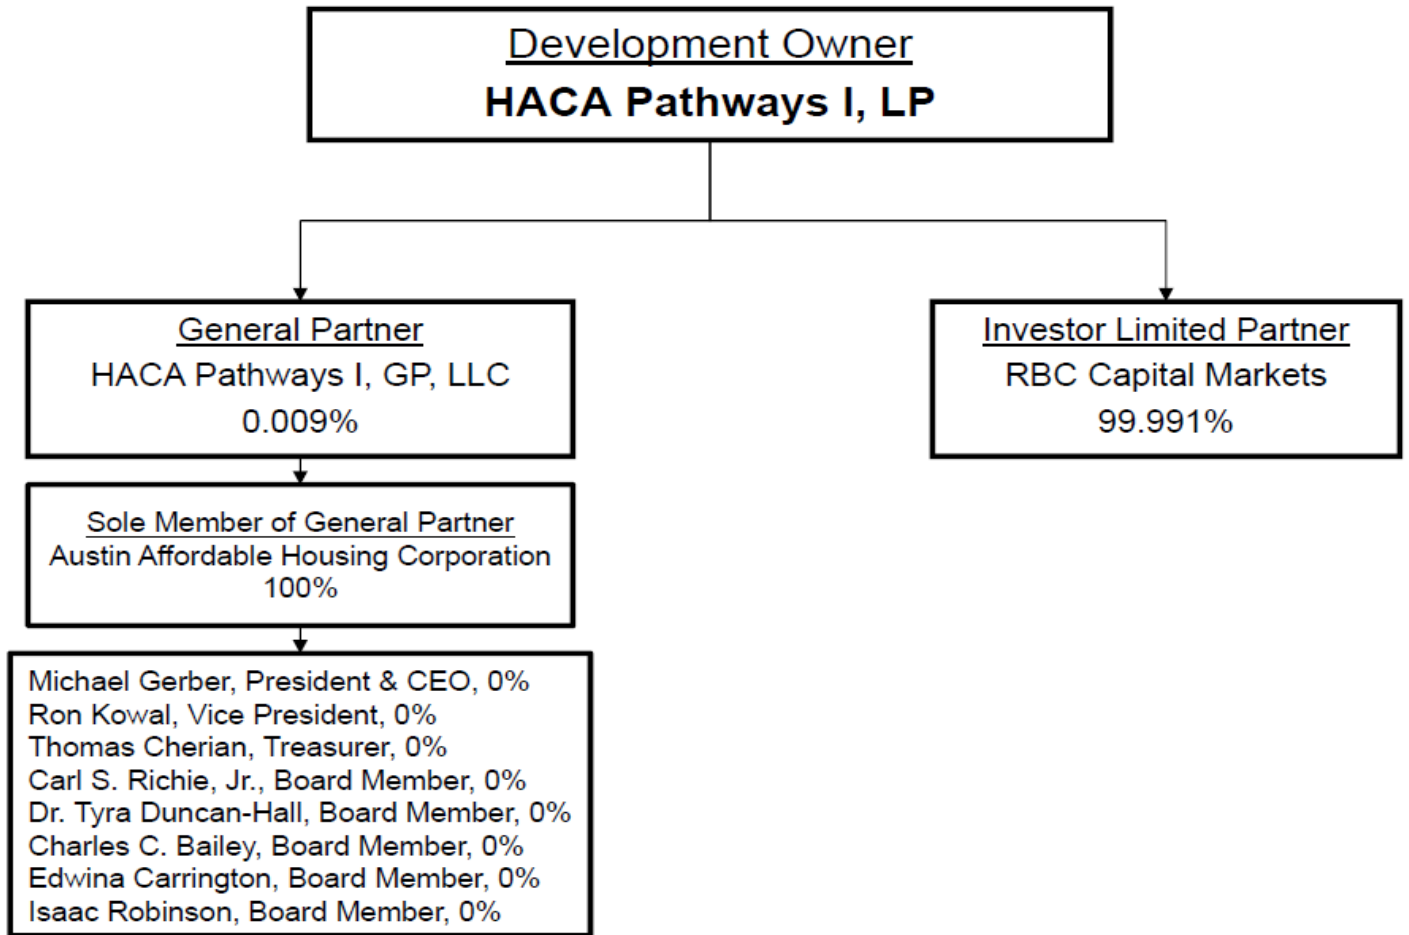 Development Owner
HACA Pathways I, LP
General Partner
HACA Pathways I, GP, LLC
0.009%
Investor Limited Partner
RBC Capital Markets
99.991%
Sole Member of General Partner
Austin Affordable Housing Corporation
100%
Michael Gerber, President & CEO, 0%
Ron Kowal, Vice President, 0%
Thomas Cherian, Treasurer, 0%
Carl S. Richie, Jr., Board Member, 0%
Dr. Tyra Duncan-Hall, Board Member, 0%
Charles C. Bailey, Board Member, 0%
Edwina Carrington, Board Member, 0%
Isaac Robinson, Board Member, 0%